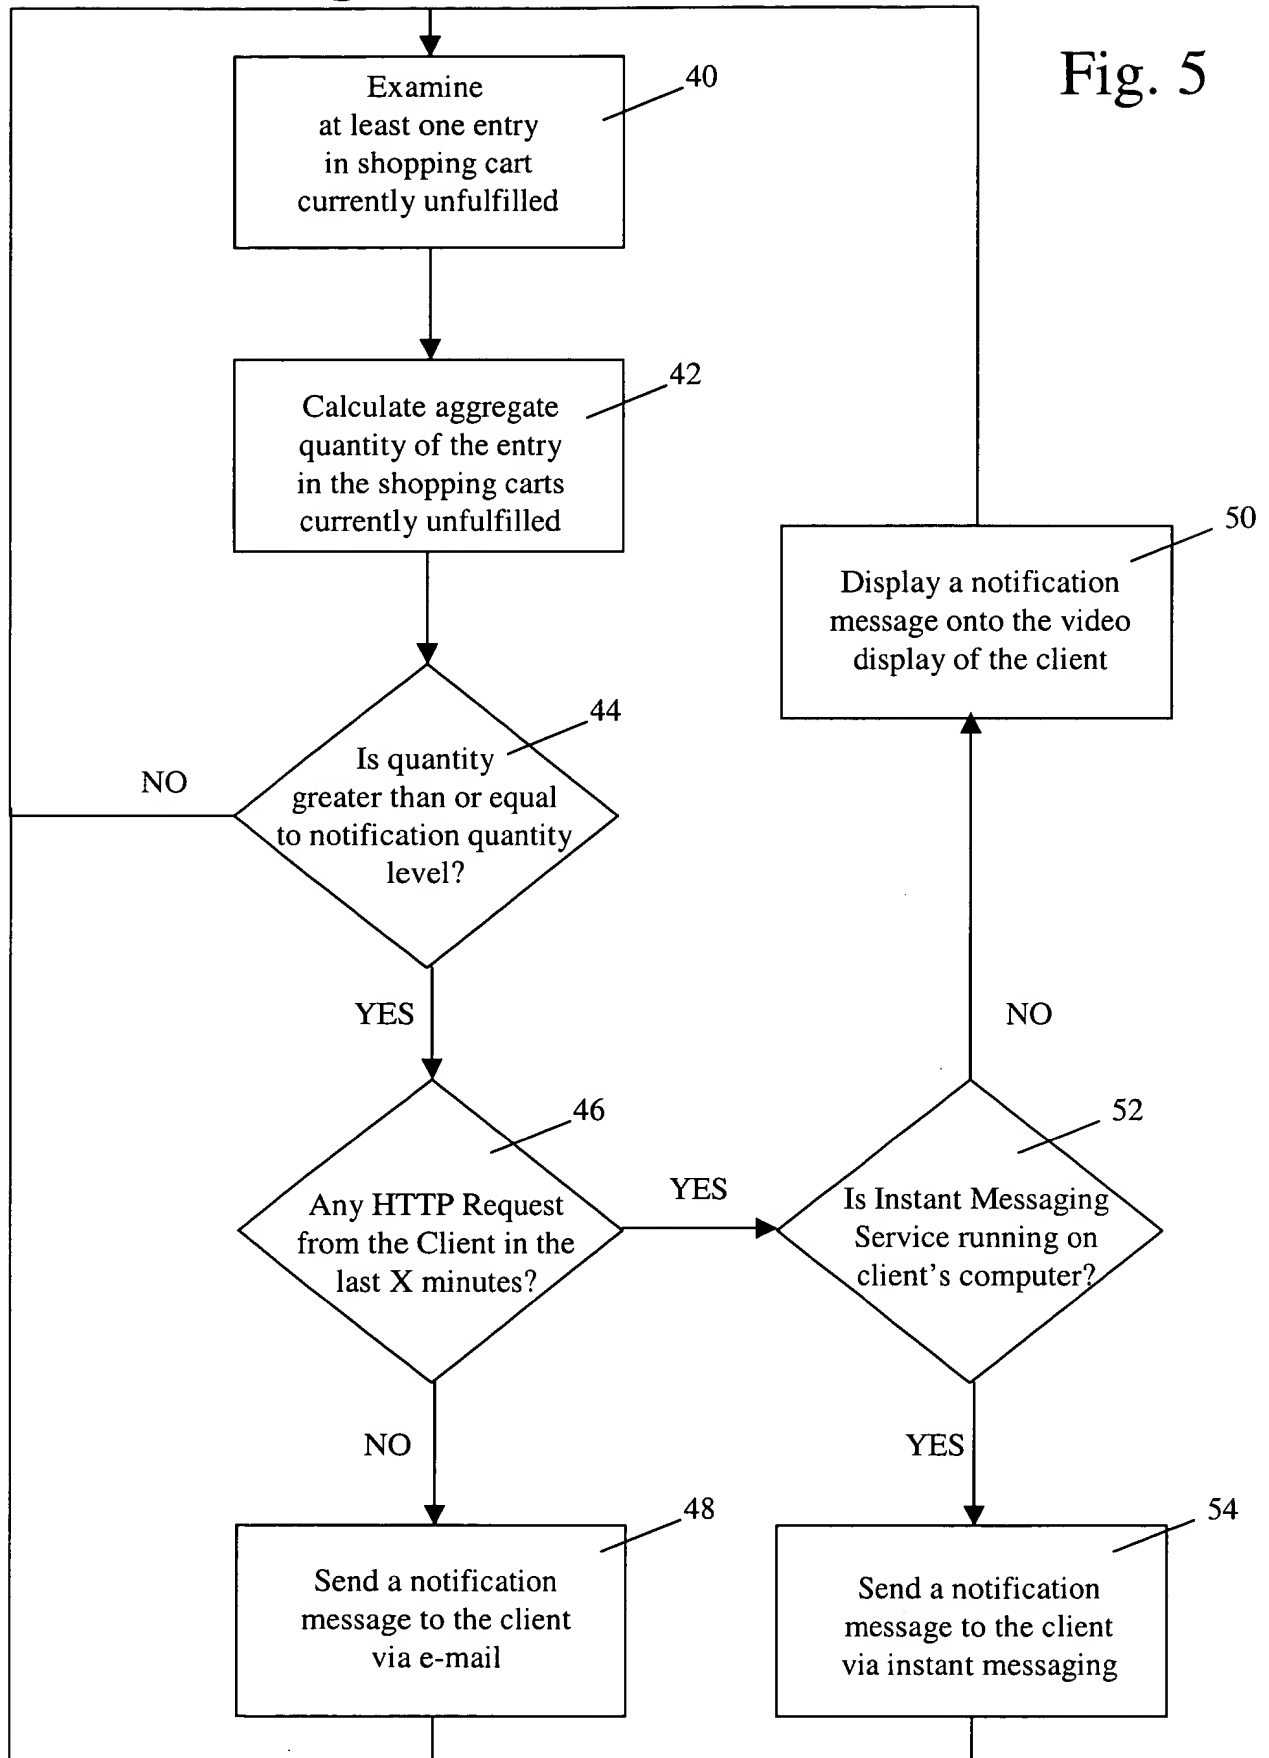 Fig. 5
40
Examine
at least one entry
in shopping cart
currently unfulfilled
42
Calculate aggregate
quantity of the entry
in the shopping carts
currently unfulfilled
50
Display a notification
message onto the video
display of the client
44
Is quantity
greater than or equal
to notification quantity
level?
NO
YES
NO
46
Any HTTP Request
from the Client in the
last X minutes?
YES
52
Is Instant Messaging
Service running on
client's computer?
NO
YES
48
Send a notification
message to the client
via e-mail
54
Send a notification
message to the client
via instant messaging